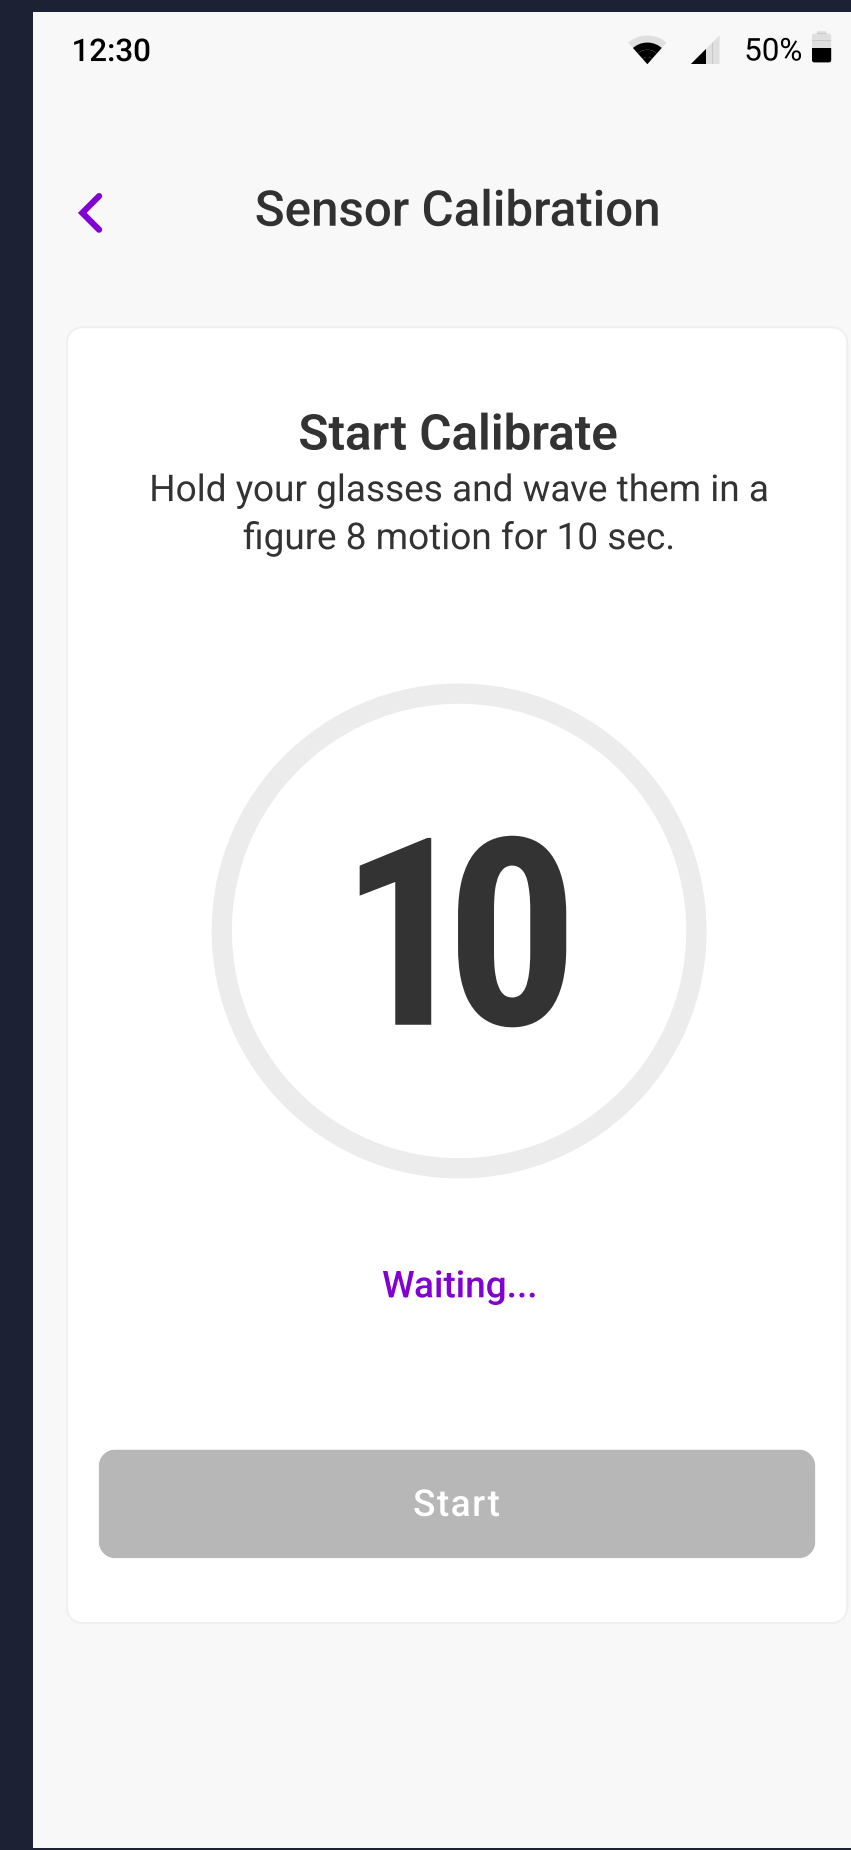 12:30
50%
Sensor Calibration
Start Calibrate
Hold your glasses and wave them in a
figure 8 motion for 10 sec.
10
Waiting...
Start